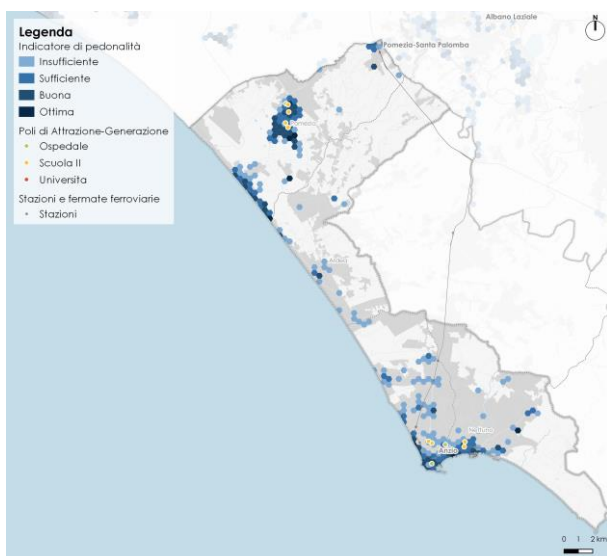 Legenda
Indicatore di pedonalità
Insufficiente
Sufficiente
Buona
Ottima
Poli di Attrazione-Generazione
Ospedale
Scuola II
Universita
Stazioni e fermate ferroviarie
Stazioni
Albano Laziale
Pomezia-Santa Palomba
Nettuno
Anzio
0 1 2 km